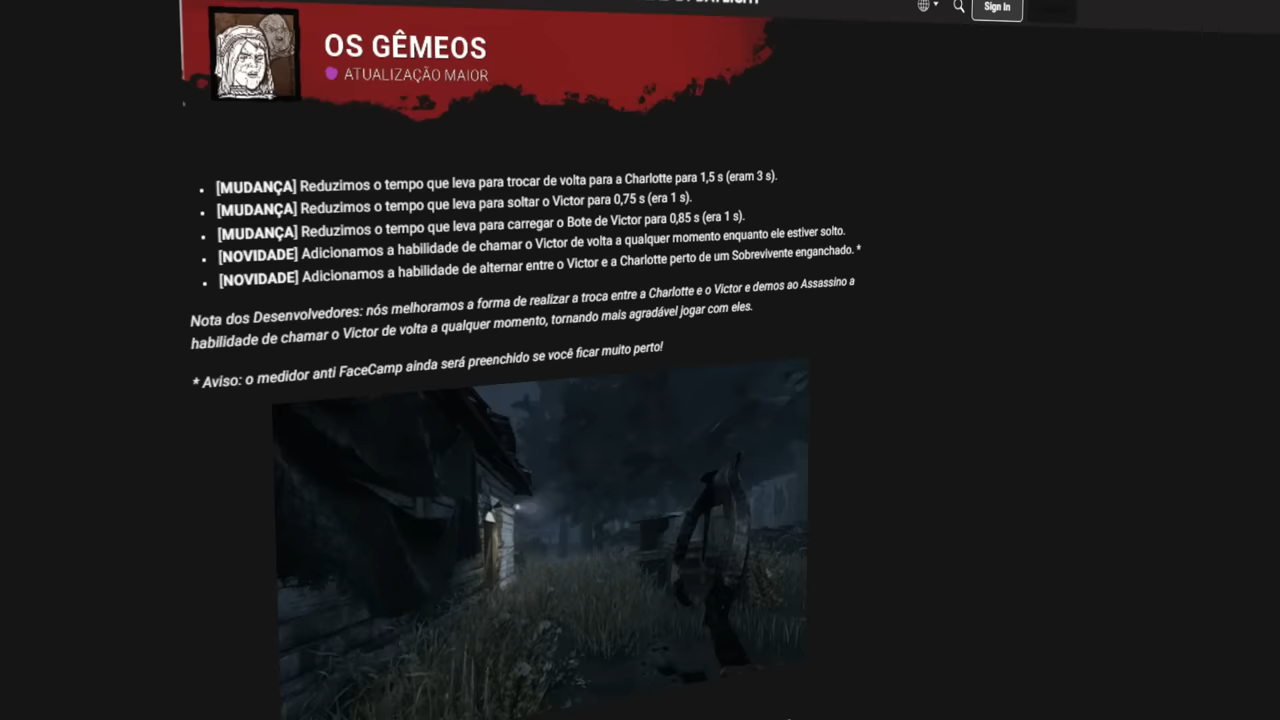 Sign In
OS GÊMEOS
ATUALIZAÇÃO MAIOR
[MUDANÇA] Reduzimos o tempo que leva para trocar de volta para a Charlotte para 1,5 s (eram 3 s).
[MUDANÇA] Reduzimos o tempo que leva para soltar o Victor para 0,75 s (era 1 s).
[MUDANÇA] Reduzimos o tempo que leva para carregar o Bote de Victor para 0,85 s (era 1 s).
[NOVIDADE] Adicionamos a habilidade de chamar o Victor de volta a qualquer momento enquanto ele estiver solto.
[NOVIDADE] Adicionamos a habilidade de alternar entre o Victor e a Charlotte perto de um Sobrevivente enganchado. *
Nota dos Desenvolvedores: nós melhoramos a forma de realizar a troca entre a Charlotte e o Victor e demos ao Assassino a
habilidade de chamar o Victor de volta a qualquer momento, tornando mais agradável jogar com eles.
* Aviso: o medidor anti FaceCamp ainda será preenchido se você ficar muito perto!